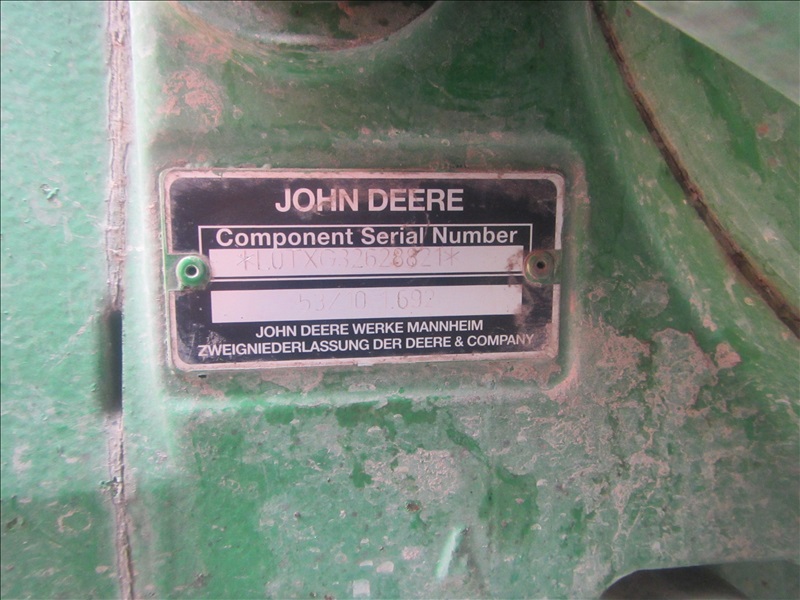 JOHN DEERE
Component Serial Number
JOHN DEERE WERKE MANNHEIM
ZWEIGNIEDERLASSUNG DER DEERE & COMPANY